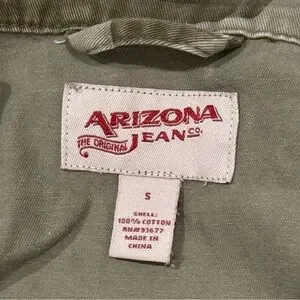 ARIZONA
THE ORIGINAL JEAN CO.
S
SHELL:
100% COTTON
RN#93677
MADE IN
CHINA